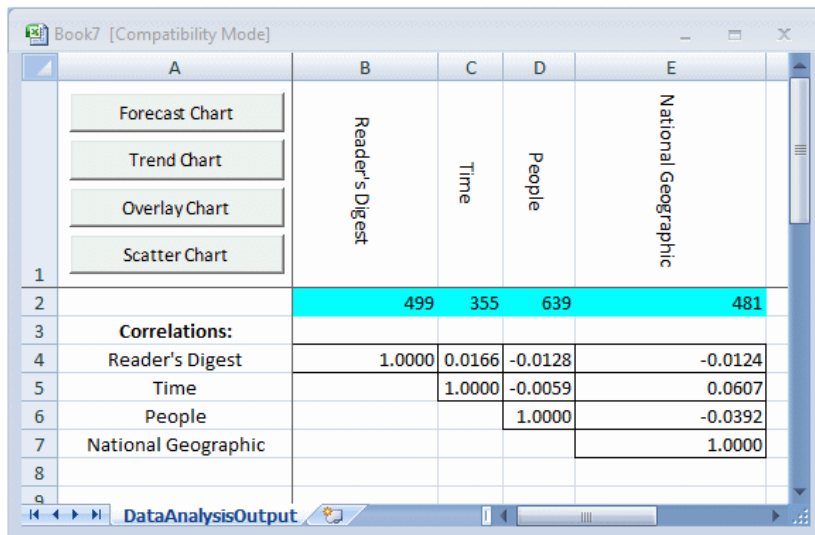 Book7 [Compatibility Mode]
A B C D E
Forecast Chart
Trend Chart
Overlay Chart
Scatter Chart
Reader's Digest
Time
People
National Geographic
1
2 499 355 639 481
3 Correlations:
4 Reader's Digest 1.0000 0.0166 -0.0128 -0.0124
5 Time 1.0000 -0.0059 0.0607
6 People 1.0000 -0.0392
7 National Geographic 1.0000
8
9
DataAnalysisOutput